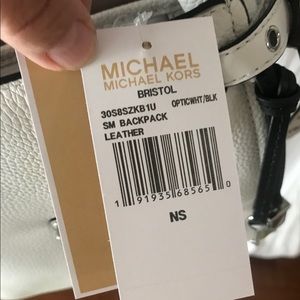 MICHAEL
MICHAEL KORS
BRISTOL
30S8SZKB1U OPTICWHT/BLK
SM BACKPACK
LEATHER
1 91935 68565 0
NS